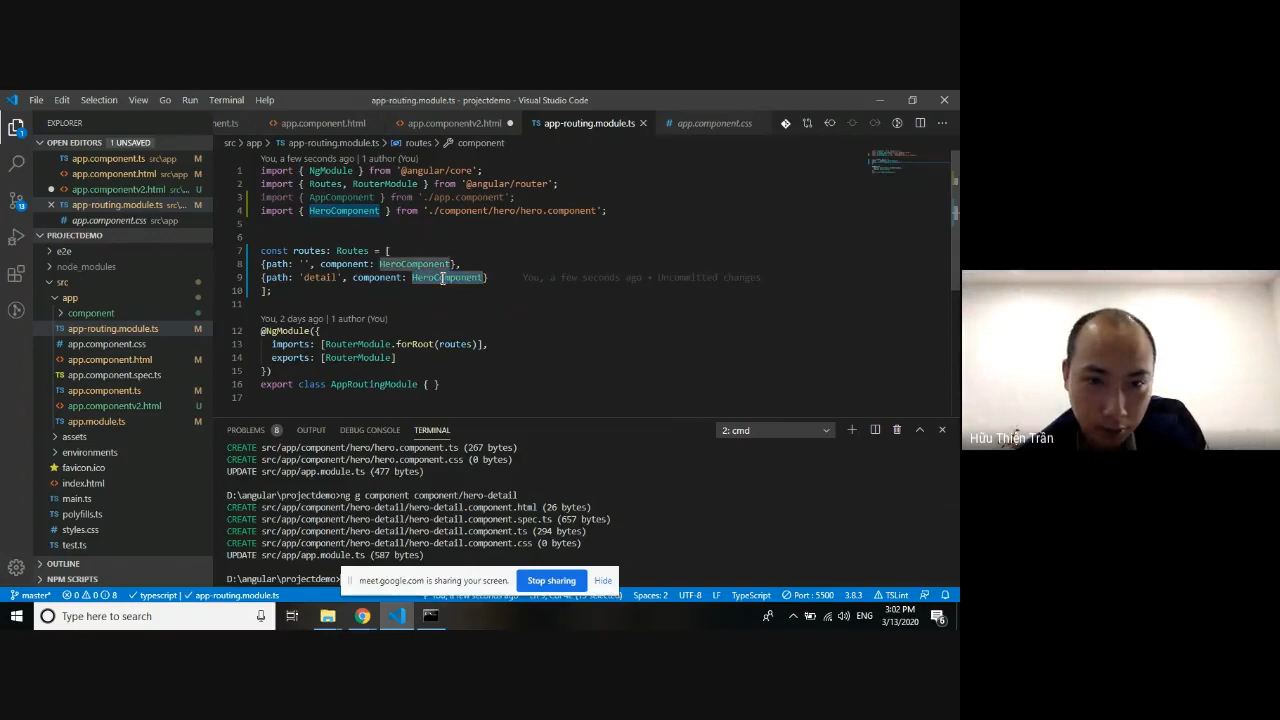 File Edit Selection View Go Run Terminal Help app-routing.module.ts - projectdemo - Visual Studio Code
EXPLORER
OPEN EDITORS 1 UNSAVED
app.component.ts src\app M
app.component.html src\app M
app.componentv2.html src\... U
app-routing.module.ts src\... M
app.component.css src\app
PROJECTDEMO
e2e
node_modules
src
app
component
app-routing.module.ts M
app.component.css
app.component.html M
app.component.spec.ts
app.component.ts M
app.componentv2.html U
app.module.ts M
assets
environments
favicon.ico
index.html
main.ts
polyfills.ts
styles.css
test.ts
OUTLINE
NPM SCRIPTS
1
13
nent.ts app.component.html app.componentv2.html app-routing.module.ts app.component.css
src > app > app-routing.module.ts > routes > component
You, a few seconds ago | 1 author (You)
1 import { NgModule } from '@angular/core';
2 import { Routes, RouterModule } from '@angular/router';
3 import { AppComponent } from './app.component';
4 import { HeroComponent } from './component/hero/hero.component';
5
6
7 const routes: Routes = [
8 {path: '', component: HeroComponent},
9 {path: 'detail', component: HeroComponent} You, a few seconds ago • Uncommitted changes
10 ];
11
You, 2 days ago | 1 author (You)
12 @NgModule({
13 imports: [RouterModule.forRoot(routes)],
14 exports: [RouterModule]
15 })
16 export class AppRoutingModule { }
17
PROBLEMS 8 OUTPUT DEBUG CONSOLE TERMINAL 2: cmd
CREATE src/app/component/hero/hero.component.ts (267 bytes)
CREATE src/app/component/hero/hero.component.css (0 bytes)
UPDATE src/app/app.module.ts (477 bytes)
D:\angular\projectdemo>ng g component component/hero-detail
CREATE src/app/component/hero-detail/hero-detail.component.html (26 bytes)
CREATE src/app/component/hero-detail/hero-detail.component.spec.ts (657 bytes)
CREATE src/app/component/hero-detail/hero-detail.component.ts (294 bytes)
CREATE src/app/component/hero-detail/hero-detail.component.css (0 bytes)
UPDATE src/app/app.module.ts (587 bytes)
D:\angular\projectdemo>
meet.google.com is sharing your screen. Stop sharing Hide
master* 0 0 8 typescript | app-routing.module.ts Spaces: 2 UTF-8 LF TypeScript Port : 5500 3.8.3 TSLint
Type here to search
ENG
3:02 PM
3/13/2020
6
Hữu Thiện Trần